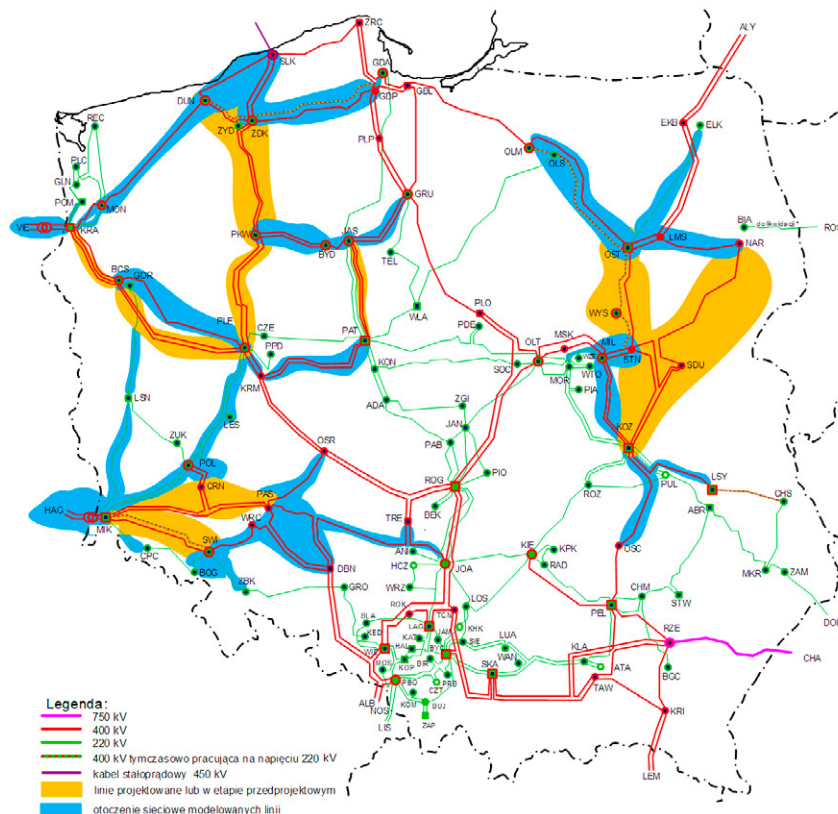 ŻRC
ALY
SLK
GDA
DUN
GDP
GBL
REC
ZYD
ZDK
EKB
ELK
PLP
OLM
PLC
OLS
GLN
GRU
POM
MON
BIA
do likwidacji
ROS
VIE
KRA
PKW
JAS
LMS
NAR
BYD
OST
TEL
BCS
GOR
WYS
WLA
PLO
PLE
CZE
PDE
PAT
MSK
OLT
MIL
PPD
STN
KON
SOC
WTO
SDU
KRM
MOR
PIA
ADA
LSN
ZGI
LES
JAN
ZUK
OSR
PAB
KOZ
POL
PIO
ROG
PUL
LSY
CRN
PAS
ROZ
CHS
BEK
ABR
HAG
WRC
TRE
MIK
SWI
ANI
KIE
OSC
KPK
CPC
DBN
HCZ
JOA
RAD
BOG
MKR
ZAM
ZBK
GRO
WRZ
CHM
STW
LOS
ROK
TCN
PEL
DOB
BLA
LAG
KHK
RZE
KED
KAT
JAM
SIE
LUA
WIE
HAL
BYC
KLA
CHA
MOS
KOP
BIR
WAN
ATA
SKA
BGC
PBO
CZT
PRB
TAW
ALB
NOS
KOM
BUJ
KRI
LIS
ZAP
LEM
Legenda:
750 kV
400 kV
220 kV
400 kV tymczasowo pracująca na napięciu 220 kV
kabel stałoprądowy 450 kV
linie projektowane lub w etapie przedprojektowym
otoczenie sieciowe modelowanych linii